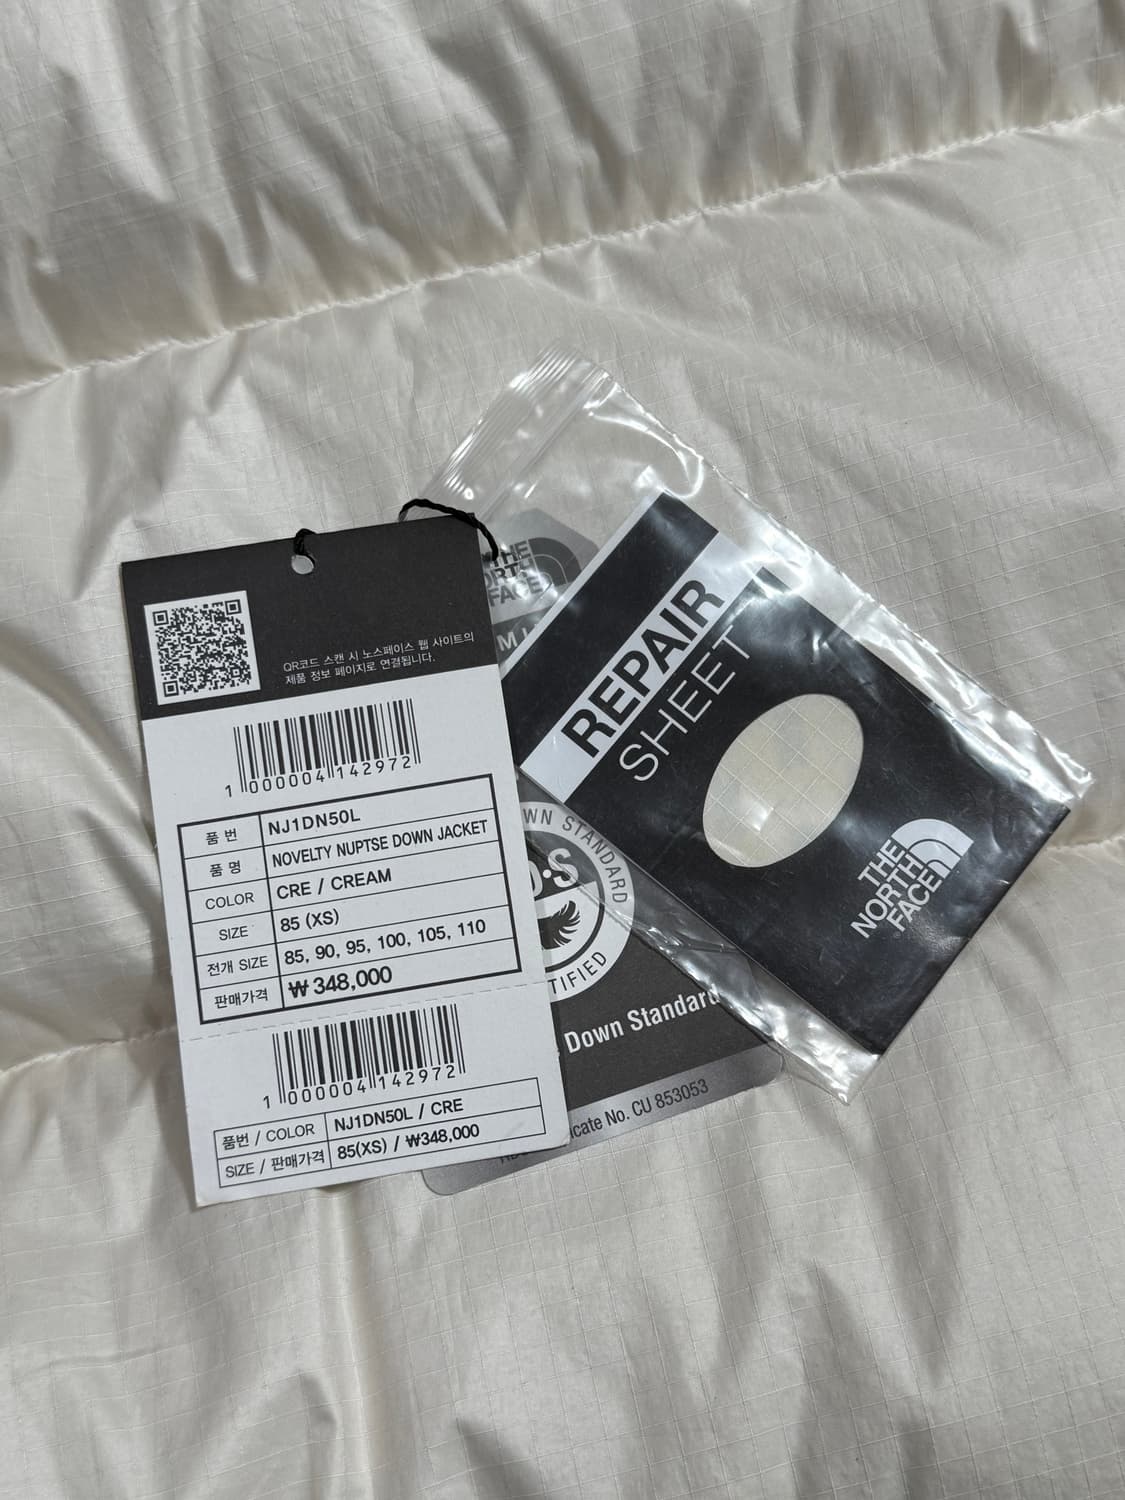 QR코드 스캔 시 노스페이스 웹 사이트의
제품 정보 페이지로 연결됩니다.
1 000004 142972
품 번 NJ1DN50L
품 명 NOVELTY NUPTSE DOWN JACKET
COLOR CRE / CREAM
SIZE 85 (XS)
전개 SIZE 85, 90, 95, 100, 105, 110
판매가격 ₩ 348,000
1 000004 142972
품번 / COLOR NJ1DN50L / CRE
SIZE / 판매가격 85(XS) / ₩348,000
THE
NORTH
FACE
REPAIR
SHEET
THE
NORTH
FACE
STANDARD
Down Standard
No. CU 853053